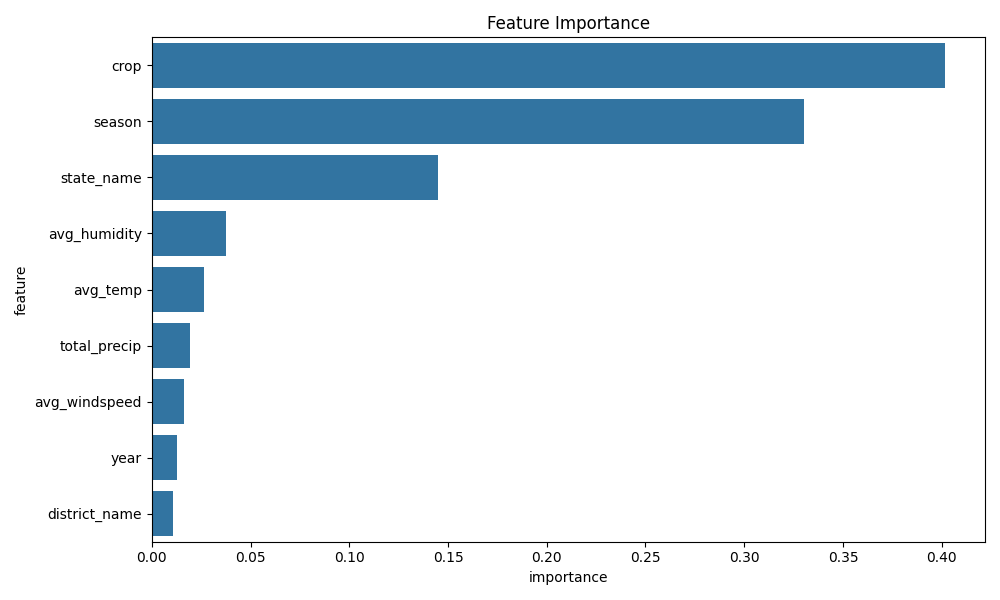 Feature Importance
crop
season
state_name
avg_humidity
avg_temp
total_precip
avg_windspeed
year
district_name
feature
0.00 0.05 0.10 0.15 0.20 0.25 0.30 0.35 0.40
importance